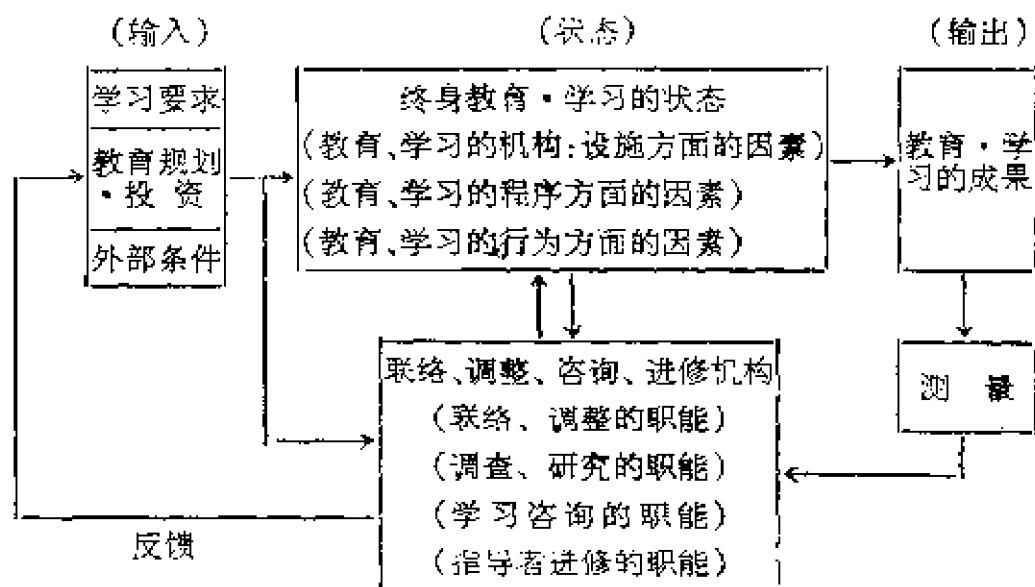 (输入)
(状态)
(输出)
学习要求
教育规划
·投资
外部条件
终身教育·学习的状态
(教育、学习的机构:设施方面的因素)
(教育、学习的程序方面的因素)
(教育、学习的行为方面的因素)
教育·学
习的成果
联络、调整、咨询、进修机构
(联络、调整的职能)
(调查、研究的职能)
(学习咨询的职能)
(指导者进修的职能)
测 量
反馈